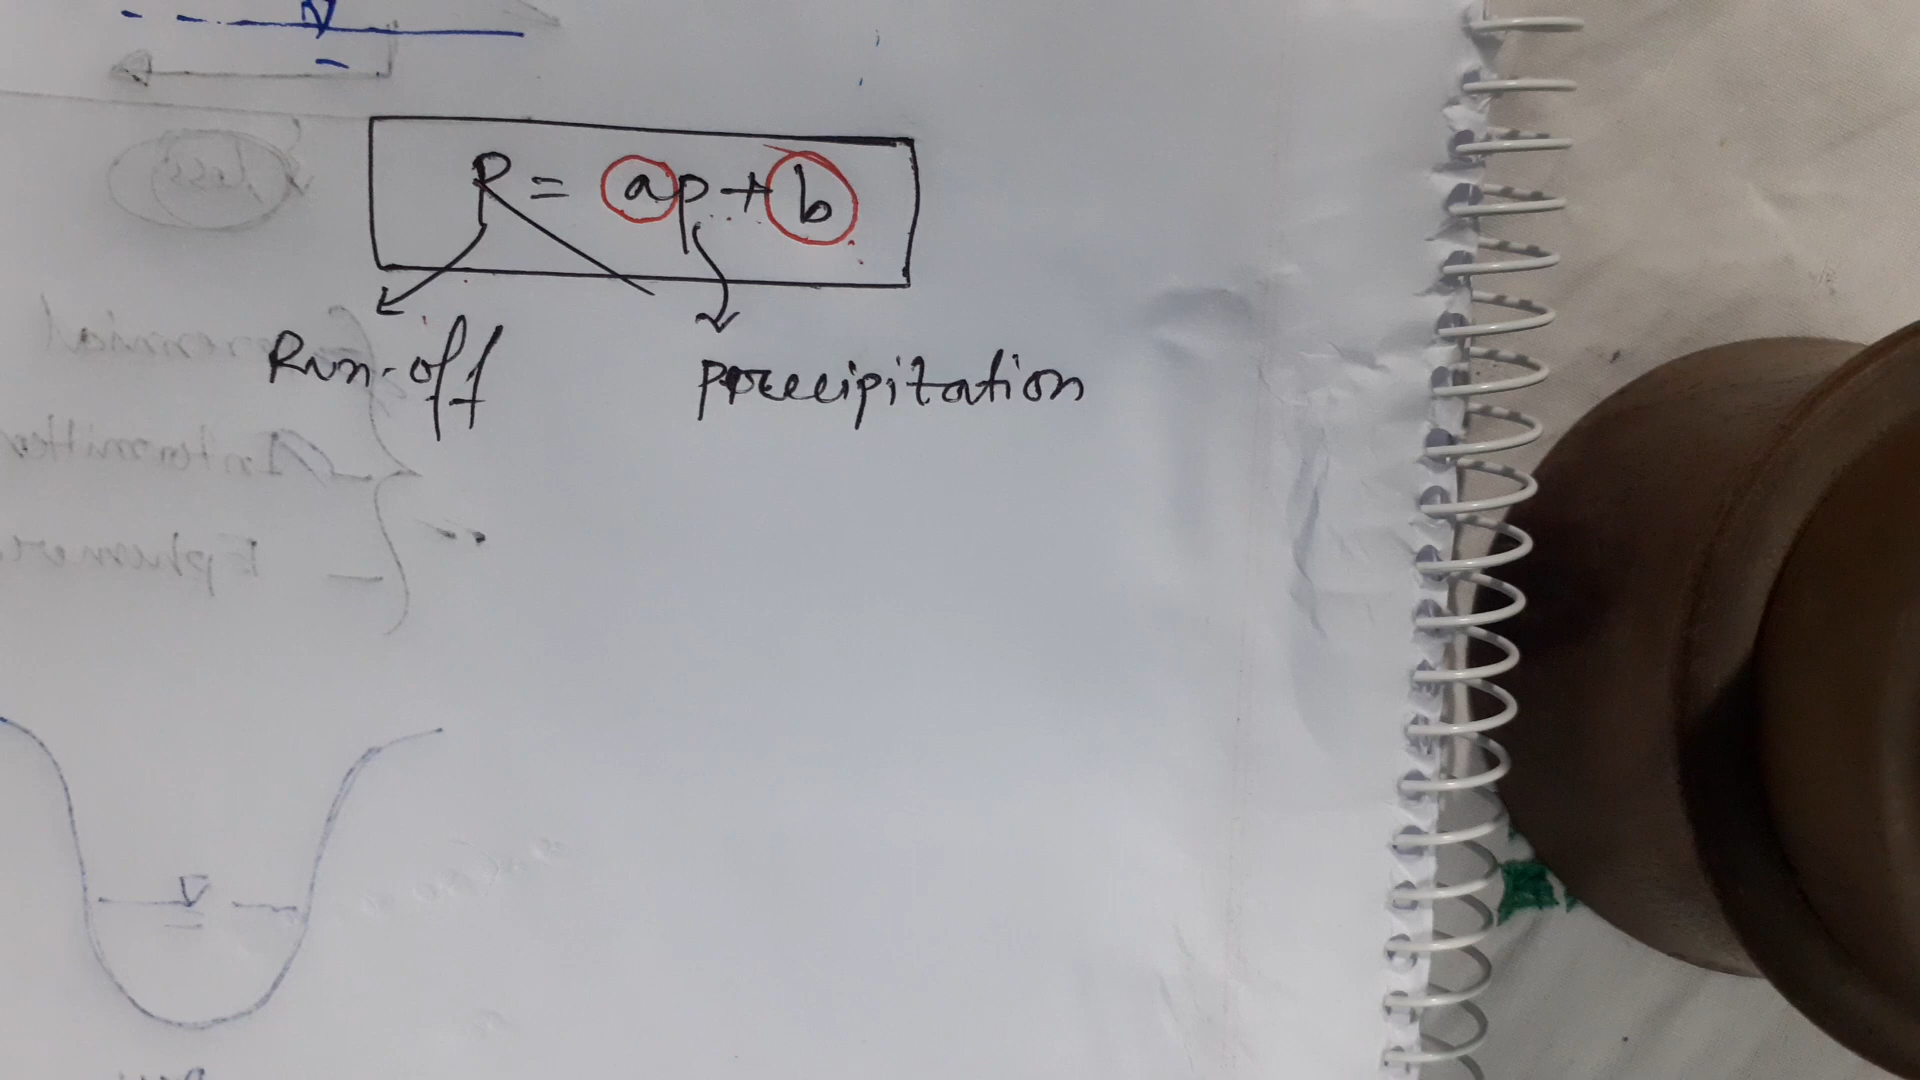 R = ap + b
Run-off
precipitation